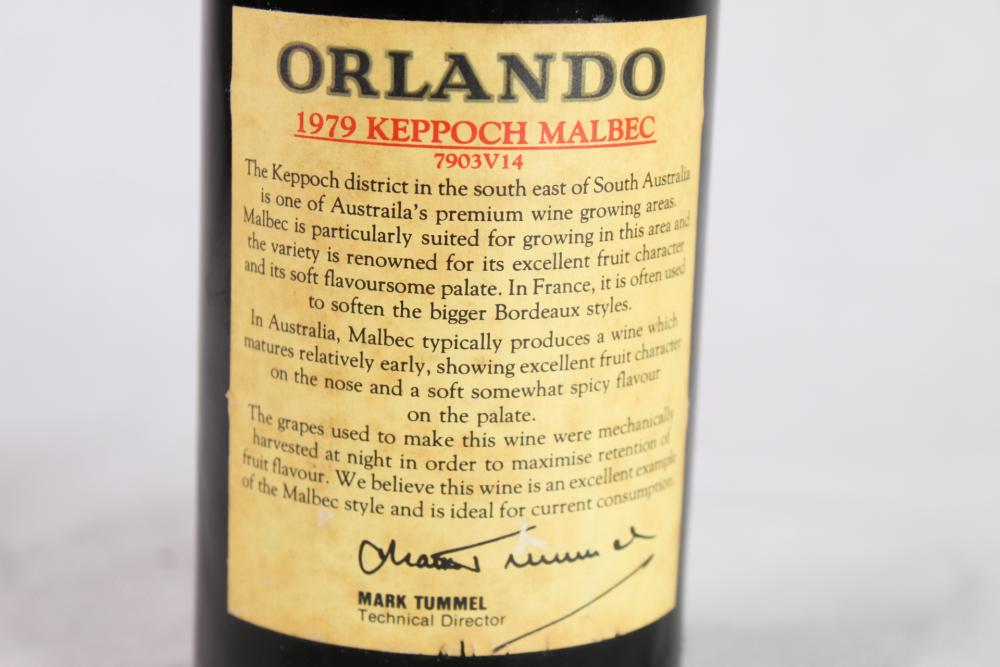 ORLANDO
1979 KEPPOCH MALBEC
7903V14
The Keppoch district in the south east of South Australia
is one of Austraila's premium wine growing areas.
Malbec is particularly suited for growing in this area and
the variety is renowned for its excellent fruit character
and its soft flavoursome palate. In France, it is often used
to soften the bigger Bordeaux styles.
In Australia, Malbec typically produces a wine which
matures relatively early, showing excellent fruit character
on the nose and a soft somewhat spicy flavour
on the palate.
The grapes used to make this wine were mechanically
harvested at night in order to maximise retention of
fruit flavour. We believe this wine is an excellent example
of the Malbec style and is ideal for current consumption.
Mark Tummel
MARK TUMMEL
Technical Director